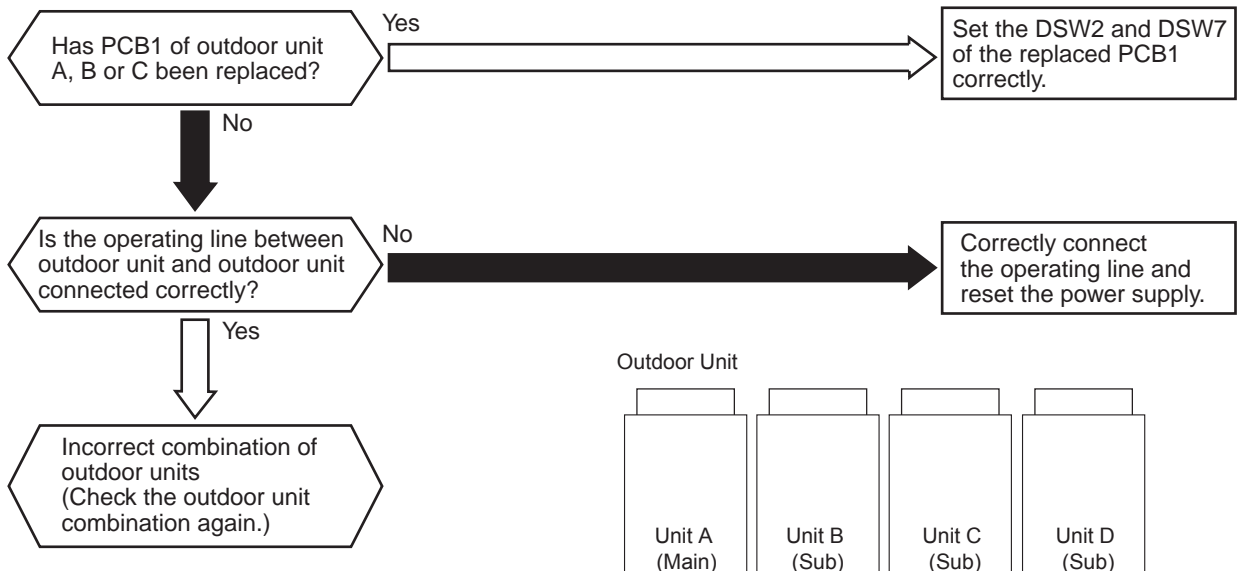 Has PCB1 of outdoor unit
A, B or C been replaced?
Yes
Set the DSW2 and DSW7
of the replaced PCB1
correctly.
No
Is the operating line between
outdoor unit and outdoor unit
connected correctly?
No
Correctly connect
the operating line and
reset the power supply.
Yes
Incorrect combination of
outdoor units
(Check the outdoor unit
combination again.)
Outdoor Unit
Unit A
(Main)
Unit B
(Sub)
Unit C
(Sub)
Unit D
(Sub)